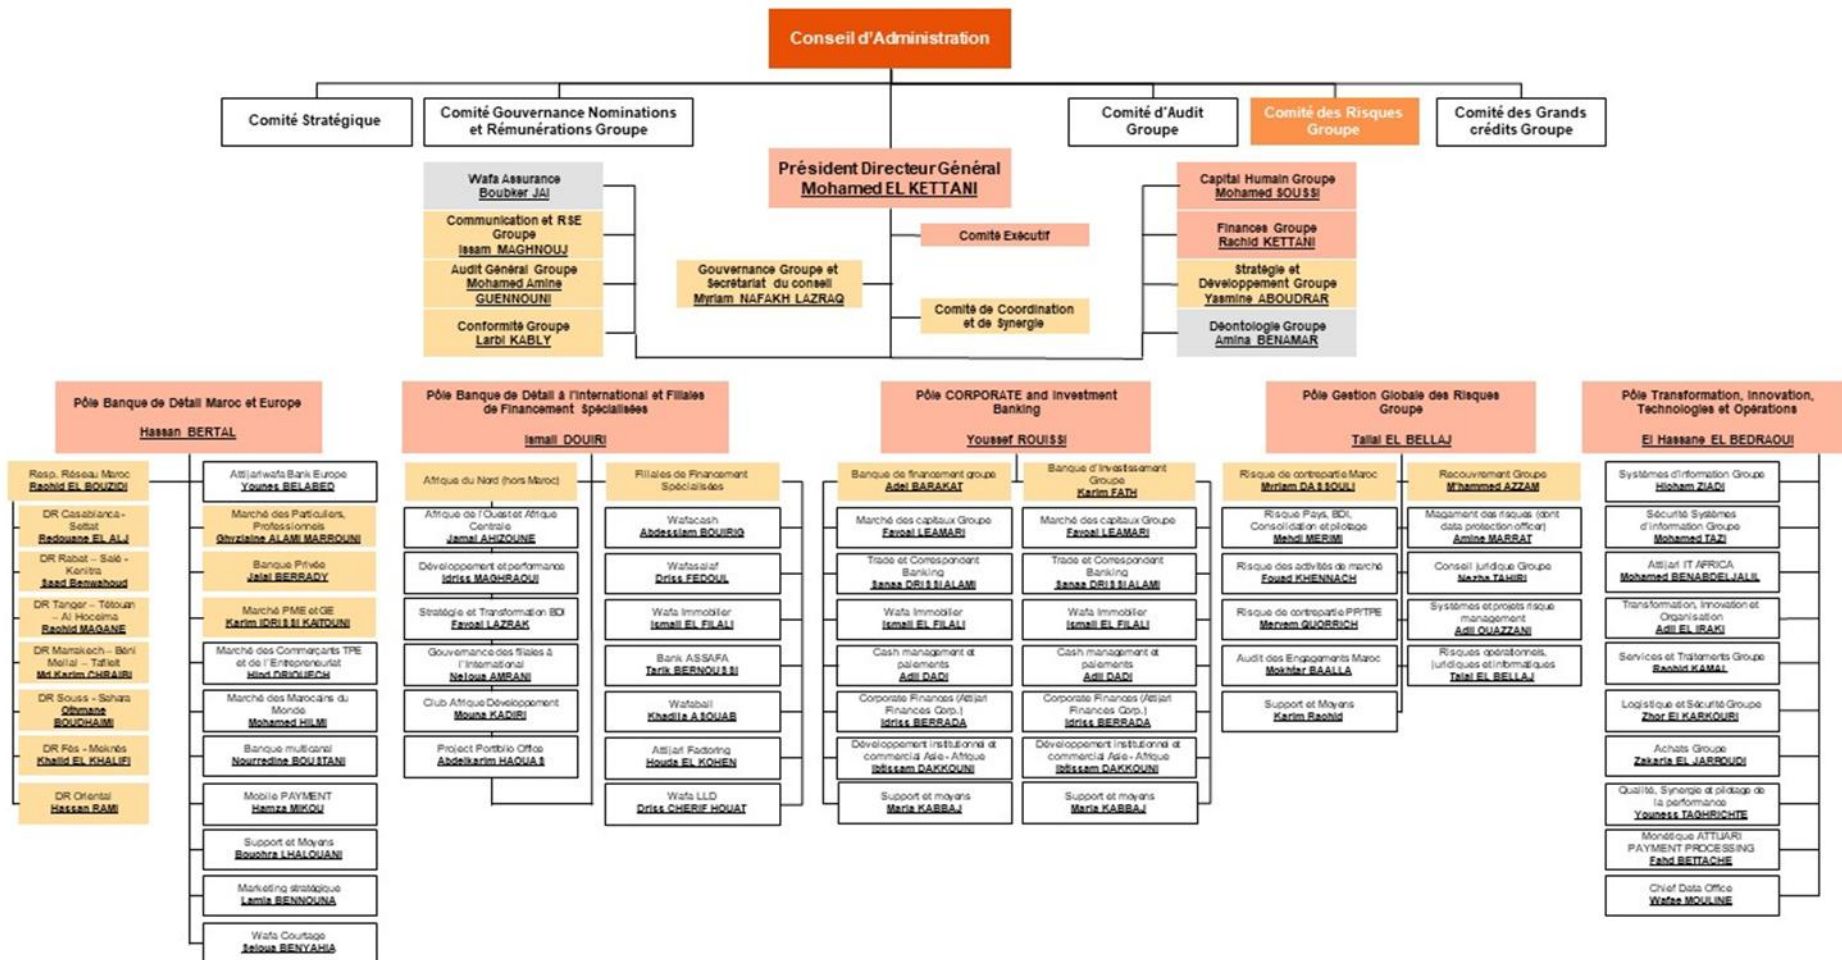 Conseil d'Administration
Comité Stratégique
Comité Gouvernance Nominations
et Rémunérations Groupe
Comité d'Audit
Groupe
Comité des Risques
Groupe
Comité des Grands
crédits Groupe
Président Directeur Général
Mohamed EL KETTANI
Wafa Assurance
Boubker JAI
Communication et RSE
Groupe
Issam MAGHNOUJ
Audit Général Groupe
Mohamed Amine
GUENNOUNI
Conformité Groupe
Larbi KABLY
Comité Exécutif
Gouvernance Groupe et
Secrétariat du conseil
Myriam NAFAKH LAZRAQ
Comité de Coordination
et de Synergie
Capital Humain Groupe
Mohamed SOUSSI
Finances Groupe
Rachid KETTANI
Stratégie et
Développement Groupe
Yasmine ABOUDRAR
Déontologie Groupe
Amina BENAMAR
Pôle Banque de Détail Maroc et Europe
Hassan BERTAL
Resp. Réseau Maroc
Rachid EL BOUZIDI
DR Casablanca -
Settat
Redouane EL ALJ
DR Rabat – Salé -
Kenitra
Saad Benwahoud
DR Tanger – Tétouan
– Al Hoceima
Rachid MAGANE
DR Marrakech – Béni
Mellal – Tafilelt
Md Karim CHRAIBI
DR Souss - Sahara
Othmane
BOUDHAIMI
DR Fès - Meknès
Khalid EL KHALIFI
DR Oriental
Hassan RAMI
Attijariwafa Bank Europe
Younes BELABED
Marché des Particuliers,
Professionnels
Ghyzlaine ALAMI MARROUNI
Banque Privée
Jalal BERRADY
Marché PME et GE
Karim IDRISSI KAITOUNI
Marché des Commerçants TPE
et de l'Entrepreneuriat
Hind DRIOUECH
Marché des Marocains du
Monde
Mohamed HILMI
Banque multicanal
Nourredine BOUSTANI
Mobile PAYMENT
Hamza MIKOU
Support et Moyens
Bouchra LHALOUANI
Marketing stratégique
Lamia BENNOUNA
Wafa Courtage
Seloua BENYAHIA
Pôle Banque de Détail à l'International et Filiales
de Financement Spécialisées
Ismail DOUIRI
Afrique du Nord (hors Maroc)
Afrique de l'Ouest et Afrique
Centrale
Jamal AHIZOUNE
Développement et performance
Idriss MAGHRAOUI
Stratégie et Transformation BDI
Fayçal LAZRAK
Gouvernance des filiales à
l'International
Neloua AMRANI
Club Afrique Développement
Mouna KADIRI
Project Portfolio Office
Abdelkarim HAOUAS
Filiales de Financement
Spécialisées
Wafacash
Abdesslam BOUIRIG
Wafasalaf
Driss FEDOUL
Wafa Immobilier
Ismail EL FILALI
Bank ASSAFA
Tarik BERNOUSSI
Wafabail
Khadija ASOUAB
Attijari Factoring
Houda EL KOHEN
Wafa LLD
Driss CHERIF HOUAT
Pôle CORPORATE and Investment
Banking
Youssef ROUISSI
Banque de financement groupe
Adel BARAKAT
Marché des capitaux Groupe
Fayçal LEAMARI
Trade et Correspondent
Banking
Sanaa DRISSI ALAMI
Wafa Immobilier
Ismail EL FILALI
Cash management et
paiements
Adil DADI
Corporate Finances (Attijari
Finances Corp.)
Idriss BERRADA
Développement institutionnel et
commercial Asie - Afrique
Ibtissam DAKKOUNI
Support et moyens
Maria KABBAJ
Banque d'Investissement
Groupe
Karim FATH
Marché des capitaux Groupe
Fayçal LEAMARI
Trade et Correspondent
Banking
Sanaa DRISSI ALAMI
Wafa Immobilier
Ismail EL FILALI
Cash management et
paiements
Adil DADI
Corporate Finances (Attijari
Finances Corp.)
Idriss BERRADA
Développement institutionnel et
commercial Asie - Afrique
Ibtissam DAKKOUNI
Support et moyens
Maria KABBAJ
Pôle Gestion Globale des Risques
Groupe
Tallal EL BELLAJ
Risque de contrepartie Maroc
Myriam DASSOULI
Risque Pays, BDI,
Consolidation et pilotage
Mehdi MERIMI
Risque des activités de marché
Fouad KHENNACH
Risque de contrepartie PP/TPE
Meryem QUORRICH
Audit des Engagements Maroc
Mokhtar BAALLA
Support et Moyens
Karim Rachid
Recouvrement Groupe
M'hammed AZZAM
Magament des risques (dont
data protection officer)
Amine MARRAT
Conseil juridique Groupe
Nezha TAHIRI
Systèmes et projets risque
management
Adil OUAZZANI
Risques opérationnels,
juridiques et informatiques
Talal EL BELLAJ
Pôle Transformation, Innovation,
Technologies et Opérations
El Hassane EL BEDRAOUI
Systèmes d'information Groupe
Hicham ZIADI
Sécurité Systèmes
d'information Groupe
Mohamed TAZI
Attijari IT AFRICA
Mohamed BENABDELJALIL
Transformation, Innovation et
Organisation
Adil EL IRAKI
Services et Traitements Groupe
Rachid KAMAL
Logistique et Sécurité Groupe
Zhor El KARKOURI
Achats Groupe
Zakaria EL JARROUDI
Qualité, Synergie et pilotage de
la performance
Youness TAGHRICHTE
Monétique ATTIJARI
PAYMENT PROCESSING
Fahd BETTACHE
Chief Data Office
Wafae MOULINE